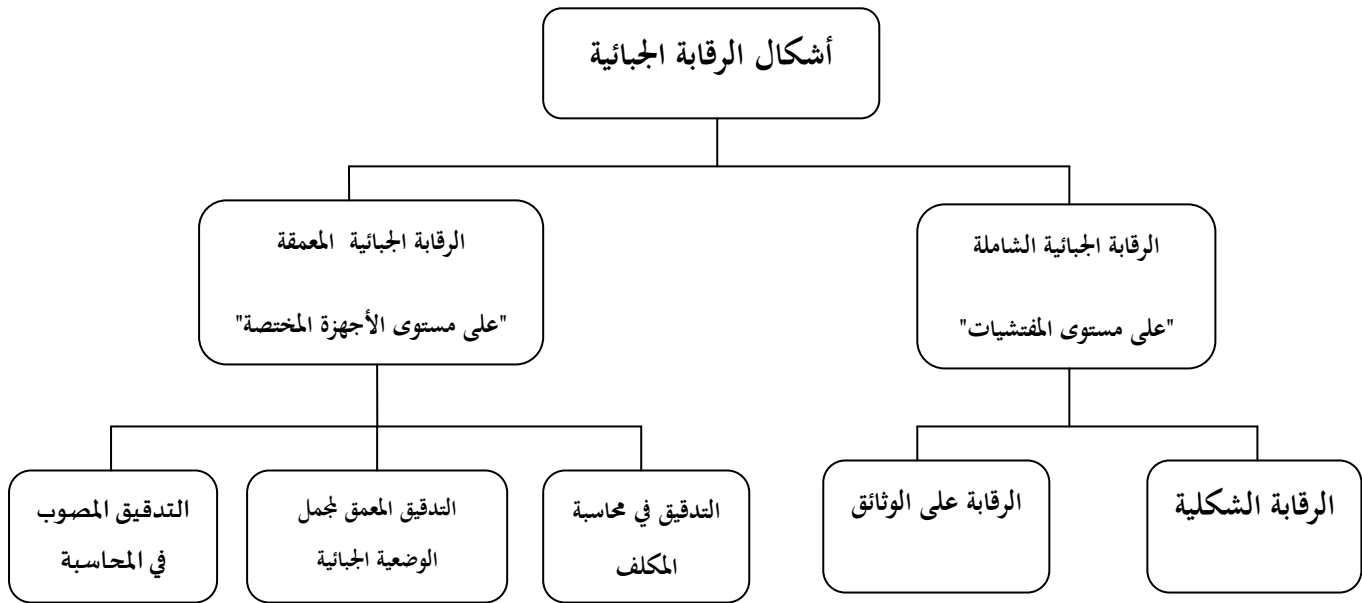 أشكال الرقابة الجبائية
الرقابة الجبائية الشاملة
"على مستوى المفتشيات"
الرقابة الجبائية المعمقة
"على مستوى الأجهزة المختصة"
الرقابة الشكلية
الرقابة على الوثائق
التدقيق في محاسبة
المكلف
التدقيق المعمق لمجمل
الوضعية الجبائية
التدقيق المصوب
في المحاسبة